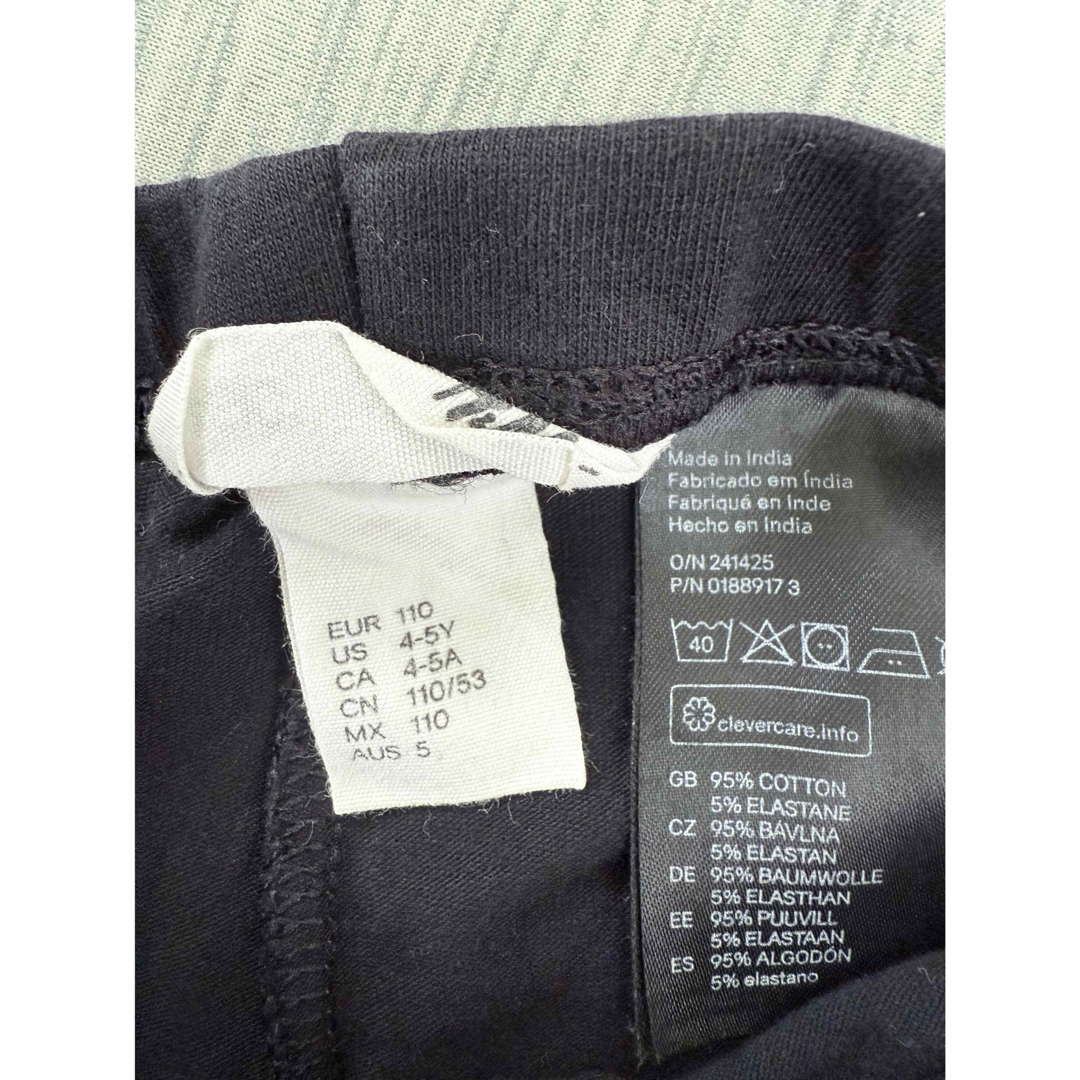 EUR 110
US 4-5Y
CA 4-5A
CN 110/53
MX 110
AUS 5
Made in India
Fabricado em Índia
Fabriqué en Inde
Hecho en India
O/N 241425
P/N 0188917 3
40
clevercare.info
GB 95% COTTON
5% ELASTANE
CZ 95% BAVLNA
5% ELASTAN
DE 95% BAUMWOLLE
5% ELASTHAN
EE 95% PUUVILL
5% ELASTAAN
ES 95% ALGODÓN
5% elastano